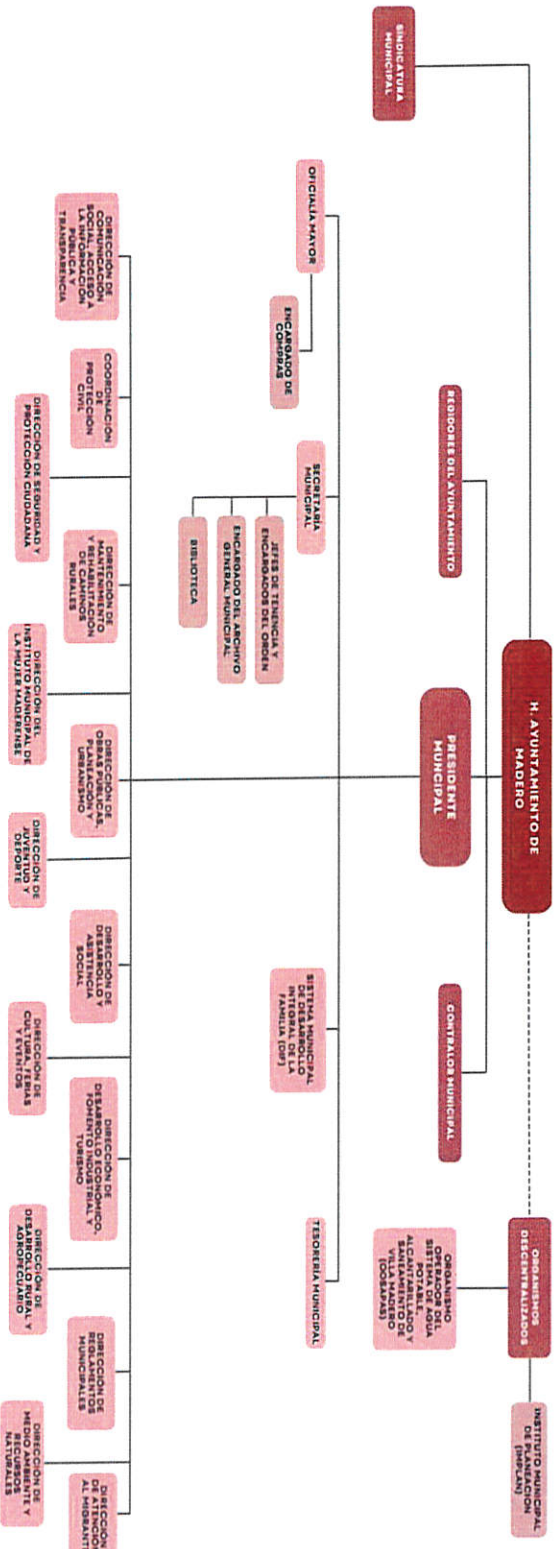 H. AYUNTAMIENTO DE
MADERO
SINDICATURA
MUNICIPAL
ORGANISMOS
DESCENTRALIZADOS
INSTITUTO MUNICIPAL
DE PLANEACIÓN
(IMPLAN)
ORGANISMO
OPERADOR DEL
SISTEMA DE AGUA
POTABLE,
ALCANTARILLADO Y
SANEAMIENTO DE
VILLA MADERO
(OOSAPAS)
REGIDORES DEL AYUNTAMIENTO
CONTRALOR MUNICIPAL
PRESIDENTE
MUNCIPAL
OFICIALÍA MAYOR
ENCARGADO DE
COMPRAS
SECRETARÍA
MUNICIPAL
JEFES DE TENENCIA Y
ENCARGADOS DEL ORDEN
ENCARGADO DEL ARCHIVO
GENERAL MUNICIPAL
BIBLIOTECA
SISTEMA MUNICIPAL
DE DESARROLLO
INTEGRAL DE LA
FAMILIA (DIF)
TESORERÍA MUNICIPAL
DIRECCIÓN DE
COMUNICACIÓN
SOCIAL, ACCESO A
LA INFORMACIÓN
PÚBLICA Y
TRANSPARENCIA
COORDINACIÓN
DE
PROTECCIÓN
CIVIL
DIRECCIÓN DE SEGURIDAD Y
PROTECCIÓN CIUDADANA
DIRECCIÓN DE
MANTENIMIENTO
Y REHABILITACIÓN
DE CAMINOS
RURALES
DIRECCIÓN DEL
INSTITUTO MUNICIPAL DE
LA MUJER MADERENSE
DIRECCIÓN DE
OBRAS PÚBLICAS,
PLANEACIÓN Y
URBANISMO
DIRECCIÓN DE
JUVENTUD Y
DEPORTE
DIRECCIÓN DE
DESARROLLO Y
ASISTENCIA
SOCIAL
DIRECCIÓN DE
CULTURA, FERIAS
Y EVENTOS
DIRECCIÓN DE
DESARROLLO ECONÓMICO,
FOMENTO INDUSTRIAL Y
TURISMO
DIRECCIÓN DE
DESARROLLO RURAL Y
AGROPECUARIO
DIRECCIÓN DE
REGLAMENTOS
MUNICIPALES
DIRECCIÓN DE
MEDIO AMBIENTE Y
RECURSOS
NATURALES
DIRECCIÓN
DE ATENCIÓN
AL MIGRANTE